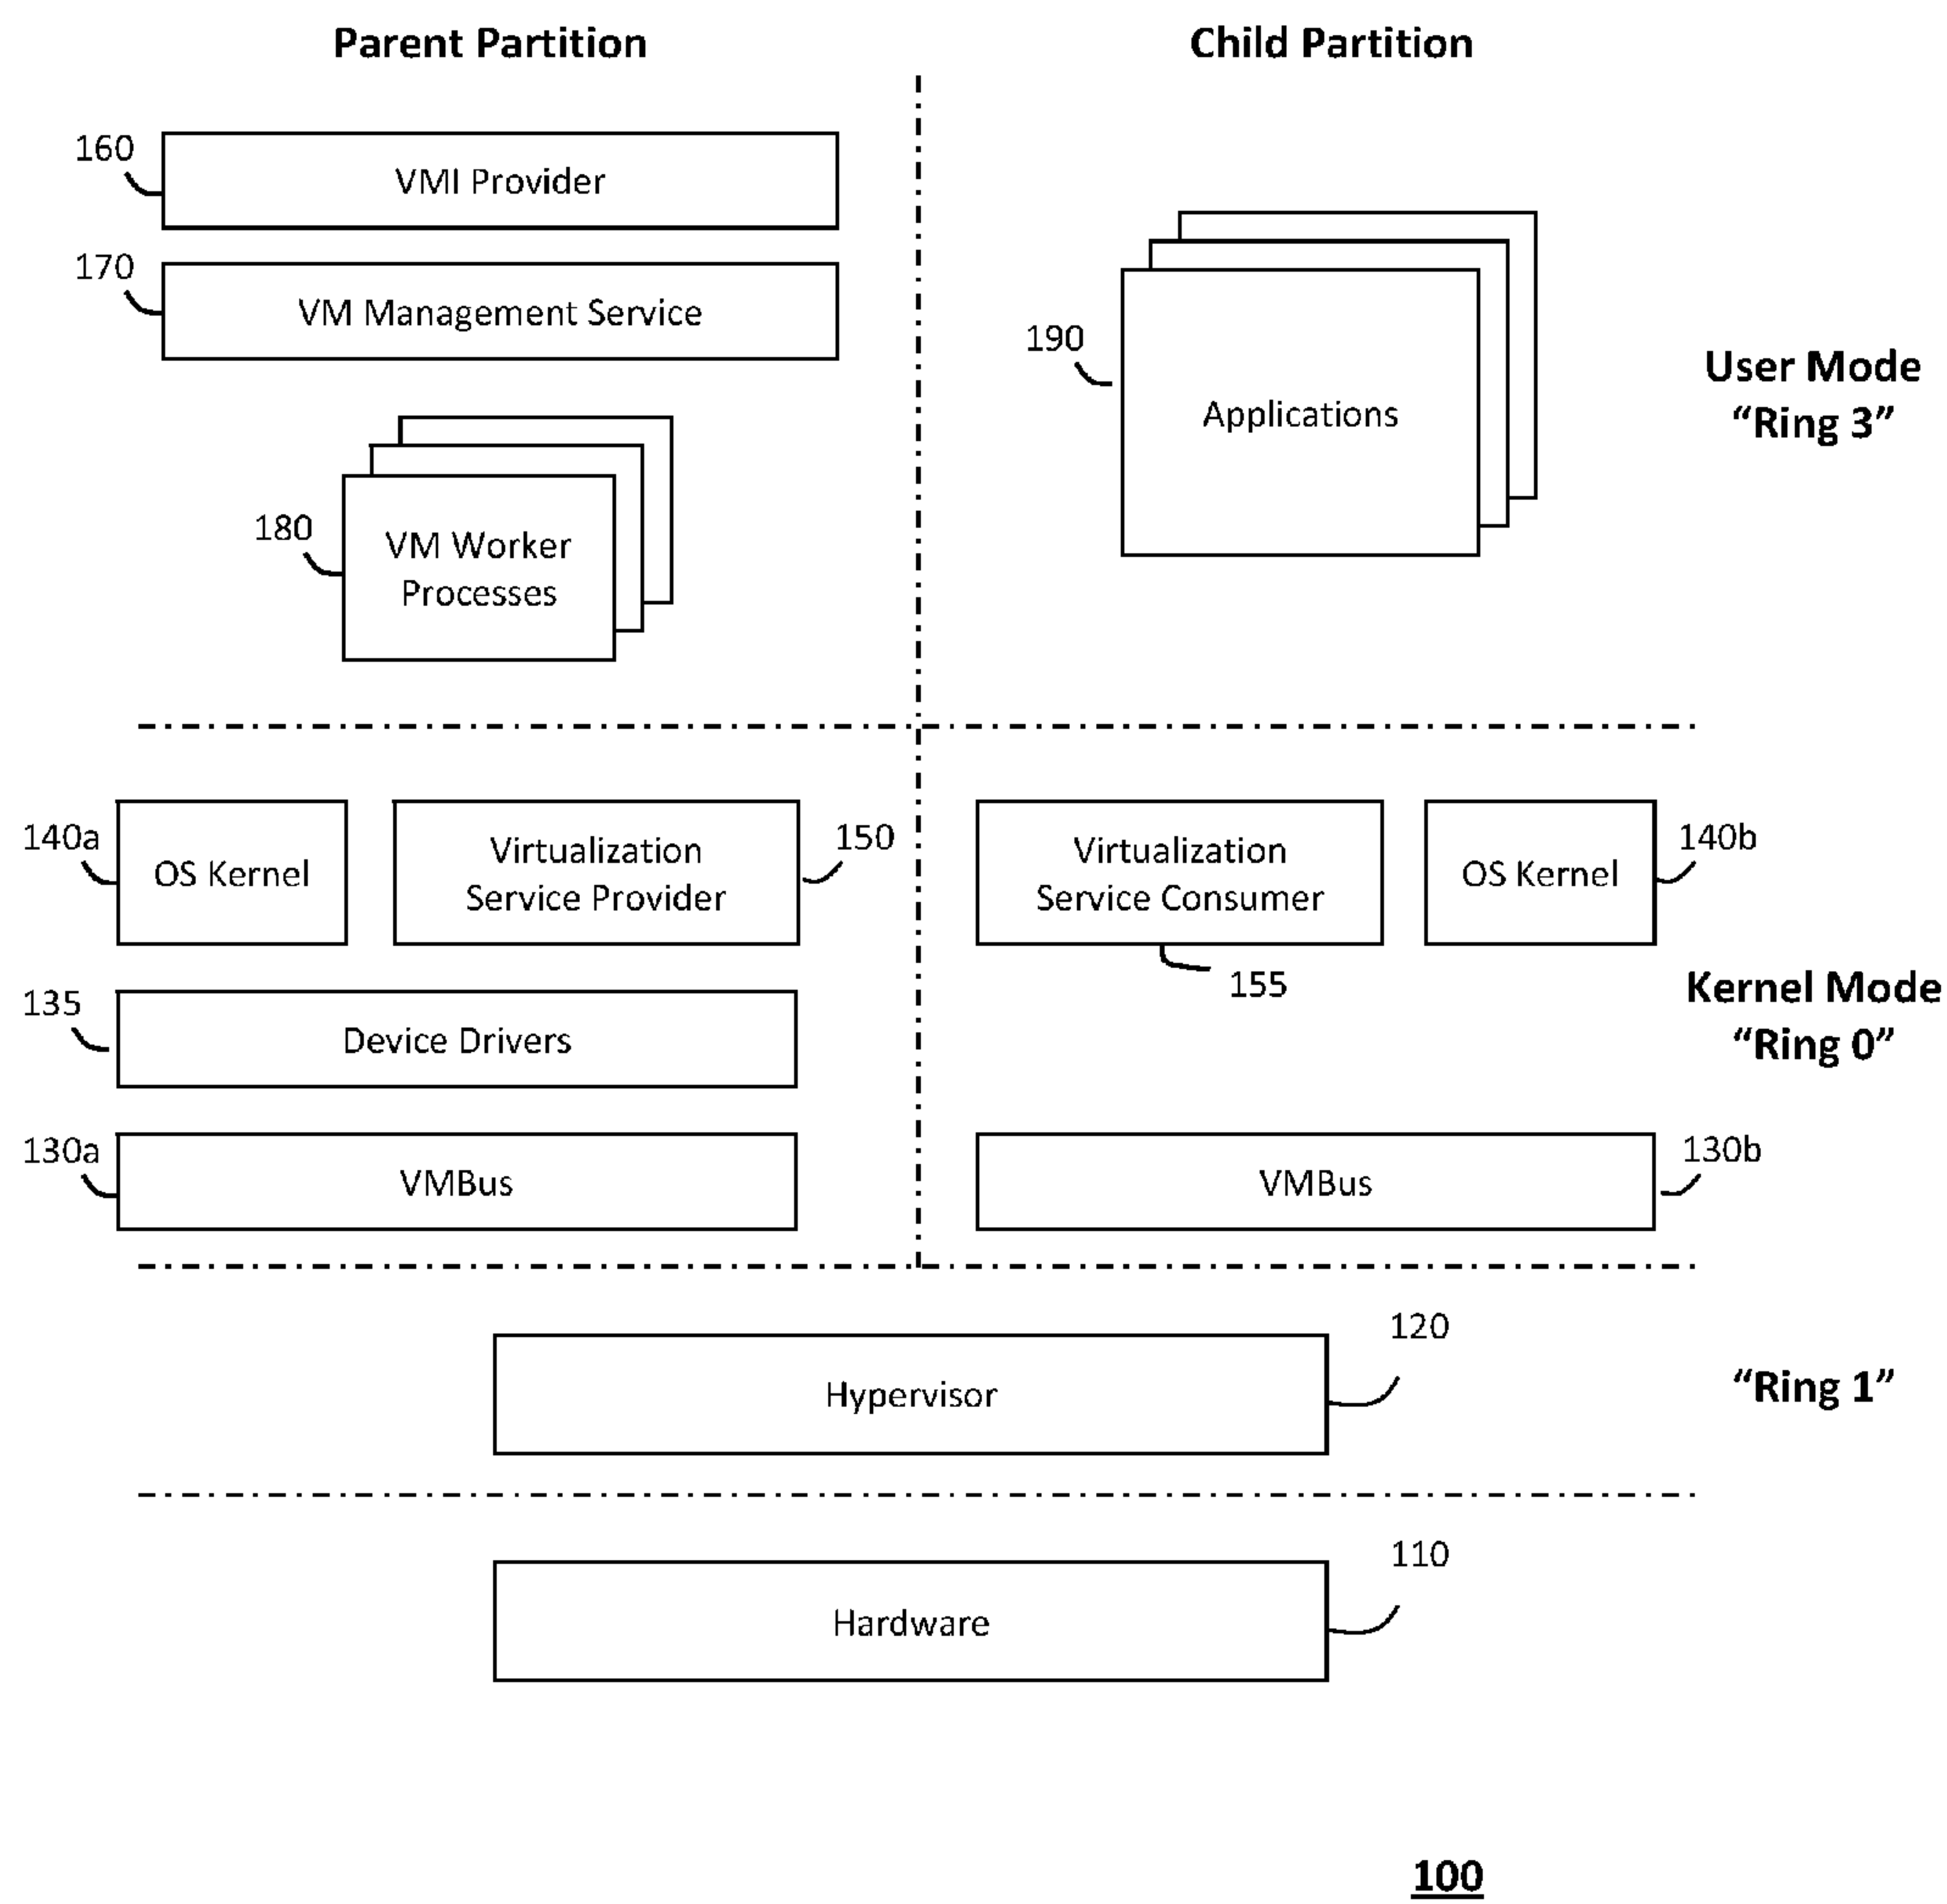 Parent Partition
Child Partition
160
VMI Provider
170
VM Management Service
180
VM Worker
Processes
190
Applications
User Mode
“Ring 3”
140a
OS Kernel
Virtualization
Service Provider
150
Virtualization
Service Consumer
155
OS Kernel
140b
135
Device Drivers
Kernel Mode
“Ring 0”
130a
VMBus
VMBus
130b
Hypervisor
120
“Ring 1”
Hardware
110
100